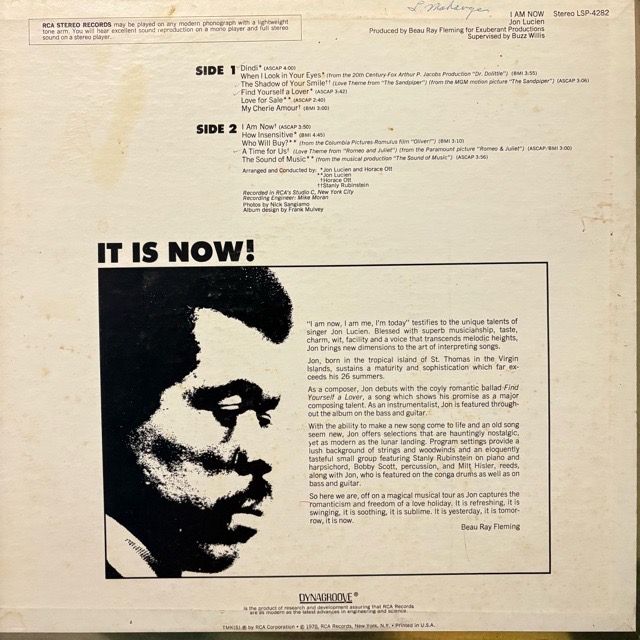 L Mahavgen
I AM NOW Stereo LSP-4282
Jon Lucien
Produced by Beau Ray Fleming for Exuberant Productions
Supervised by Buzz Willis
RCA STEREO RECORDS may be played on any modern phonograph with a lightweight
tone arm. You will hear excellent sound reproduction on a mono player and full stereo
sound on a stereo player.
SIDE 1 Dindi* (ASCAP 4:00)
When I Look in Your Eyes† (from the 20th Century-Fox Arthur P. Jacobs Production "Dr. Dolittle") (BMI 3:55)
The Shadow of Your Smile†† (Love Theme from "The Sandpiper") (from the MGM motion picture "The Sandpiper") (ASCAP 3:06)
Find Yourself a Lover* (ASCAP 3:42)
Love for Sale** (ASCAP 2:40)
My Cherie Amour† (BMI 3:00)
SIDE 2 I Am Now† (ASCAP 3:50)
How Insensitive* (BMI 4:45)
Who Will Buy?** (from the Columbia Pictures-Romulus film "Oliver!") (BMI 3:10)
A Time for Us† (Love Theme from "Romeo and Juliet") (from the Paramount picture "Romeo & Juliet") (ASCAP/BMI 3:00)
The Sound of Music** (from the musical production "The Sound of Music") (ASCAP 3:56)
Arranged and Conducted by: *Jon Lucien and Horace Ott
**Jon Lucien
†Horace Ott
††Stanly Rubinstein
Recorded in RCA's Studio C, New York City
Recording Engineer: Mike Moran
Photos by Nick Sangiamo
Album design by Frank Mulvey
IT IS NOW!
"I am now, I am me, I'm today" testifies to the unique talents of
singer Jon Lucien. Blessed with superb musicianship, taste,
charm, wit, facility and a voice that transcends melodic heights,
Jon brings new dimensions to the art of interpreting songs.
Jon, born in the tropical island of St. Thomas in the Virgin
Islands, sustains a maturity and sophistication which far ex-
ceeds his 26 summers.
As a composer, Jon debuts with the coyly romantic ballad Find
Yourself a Lover, a song which shows his promise as a major
composing talent. As an instrumentalist, Jon is featured through-
out the album on the bass and guitar.
With the ability to make a new song come to life and an old song
seem new, Jon offers selections that are hauntingly nostalgic,
yet as modern as the lunar landing. Program settings provide a
lush background of strings and woodwinds and an eloquently
tasteful small group featuring Stanly Rubinstein on piano and
harpsichord, Bobby Scott, percussion, and Milt Hisler, reeds,
along with Jon, who is featured on the conga drums as well as on
bass and guitar.
So here we are, off on a magical musical tour as Jon captures the
romanticism and freedom of a love holiday. It is refreshing, it is
swinging, it is soothing, it is sublime. It is yesterday, it is tomor-
row, it is now.
Beau Ray Fleming
DYNAGROOVE®
is the product of research and development assuring that RCA Records
are as modern as the latest advances in engineering and science.
TMK(S) ® by RCA Corporation • © 1970, RCA Records, New York, N.Y. • Printed in U.S.A.